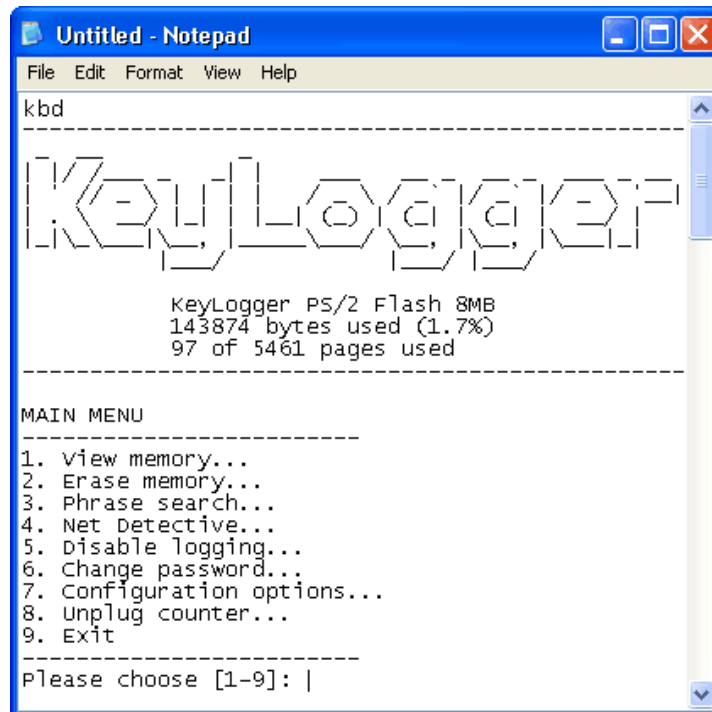 Untitled - Notepad
File Edit Format View Help
kbd
KeyLogger
KeyLogger PS/2 Flash 8MB
143874 bytes used (1.7%)
97 of 5461 pages used
MAIN MENU
1. View memory...
2. Erase memory...
3. Phrase search...
4. Net Detective...
5. Disable logging...
6. Change password...
7. Configuration options...
8. Unplug counter...
9. Exit
Please choose [1-9]: |